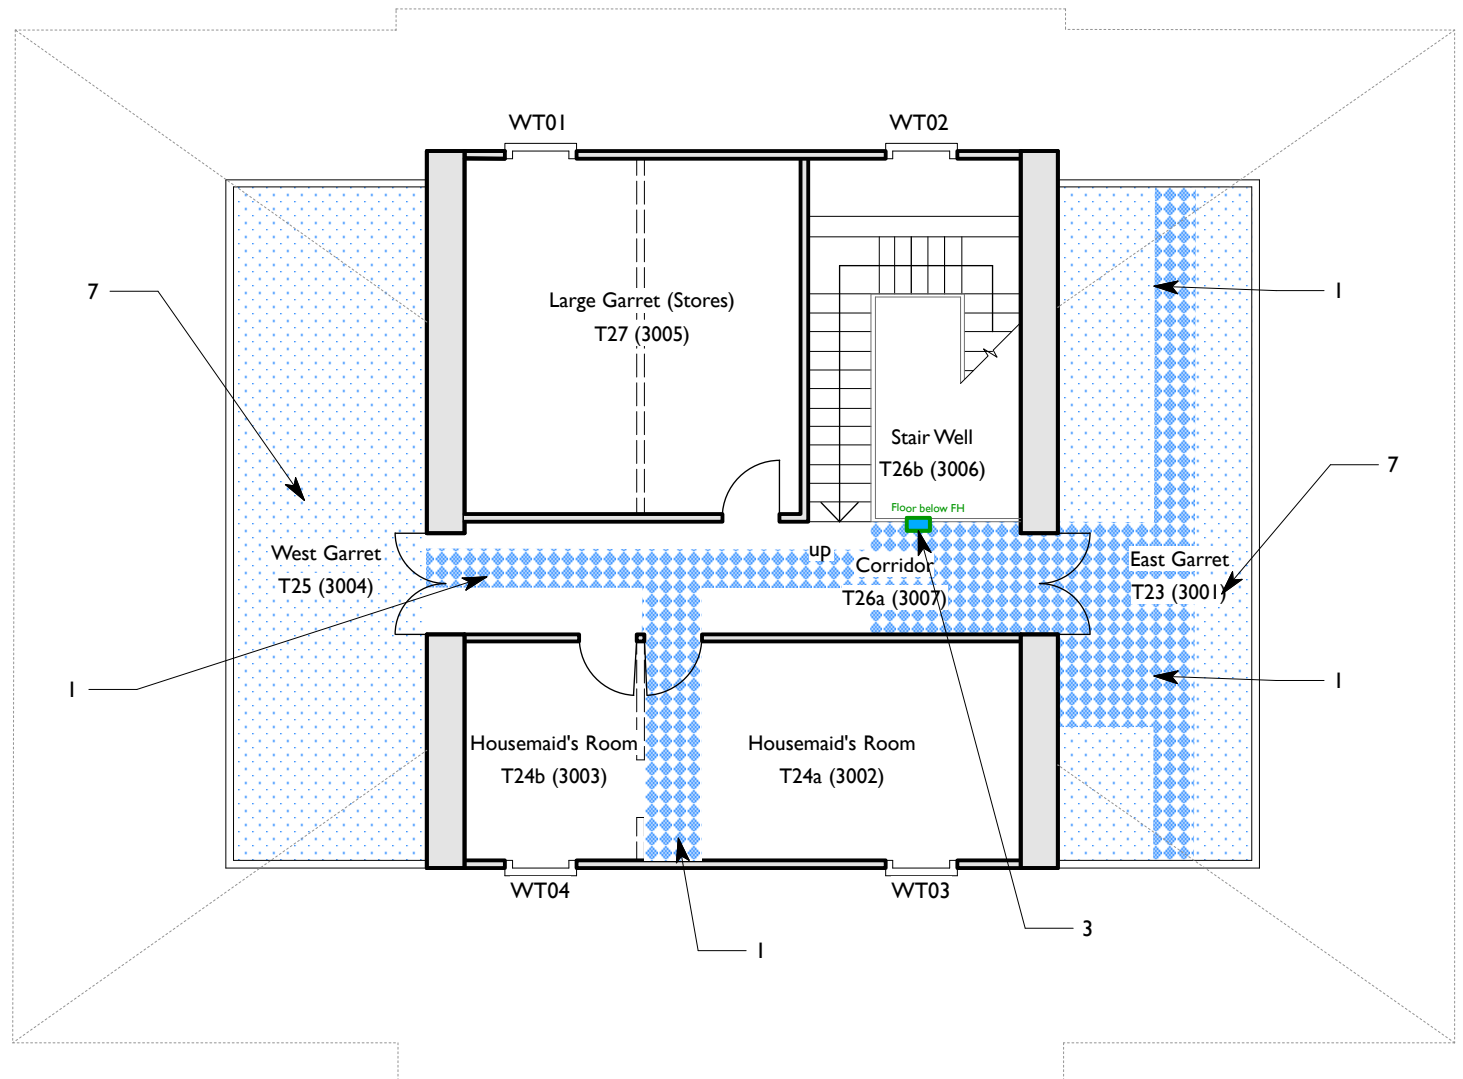 WT01
WT02
7
1
Large Garret (Stores)
T27 (3005)
Stair Well
T26b (3006)
7
Floor below FH
West Garret
T25 (3004)
up
Corridor
T26a (3007)
East Garret
T23 (3001)
1
1
Housemaid's Room
T24b (3003)
Housemaid's Room
T24a (3002)
WT04
WT03
3
1